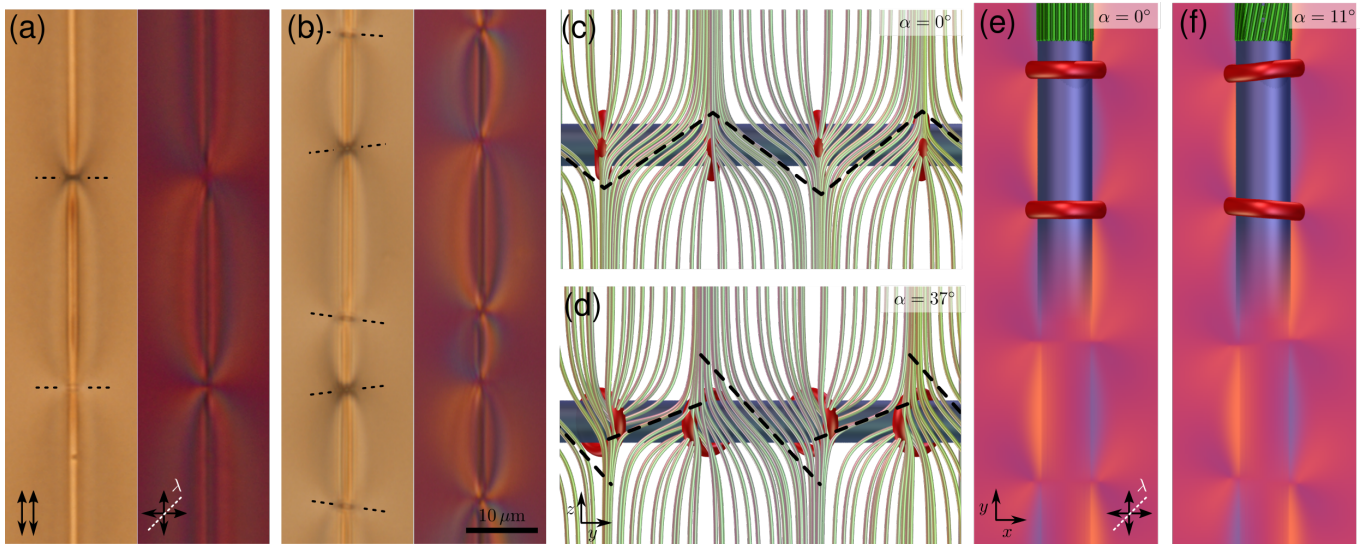 (a)
λ
(b)
10 μm
(c)
α = 0°
(d)
α = 37°
z
y
(e)
α = 0°
y
x
λ
(f)
α = 11°